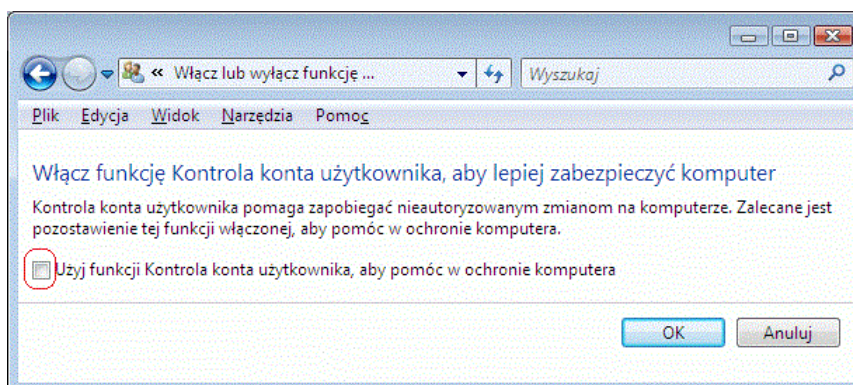 « Włącz lub wyłącz funkcję ... Wyszukaj
Plik Edycja Widok Narzędzia Pomoc
Włącz funkcję Kontrola konta użytkownika, aby lepiej zabezpieczyć komputer
Kontrola konta użytkownika pomaga zapobiegać nieautoryzowanym zmianom na komputerze. Zalecane jest
pozostawienie tej funkcji włączonej, aby pomóc w ochronie komputera.
Użyj funkcji Kontrola konta użytkownika, aby pomóc w ochronie komputera
OK Anuluj